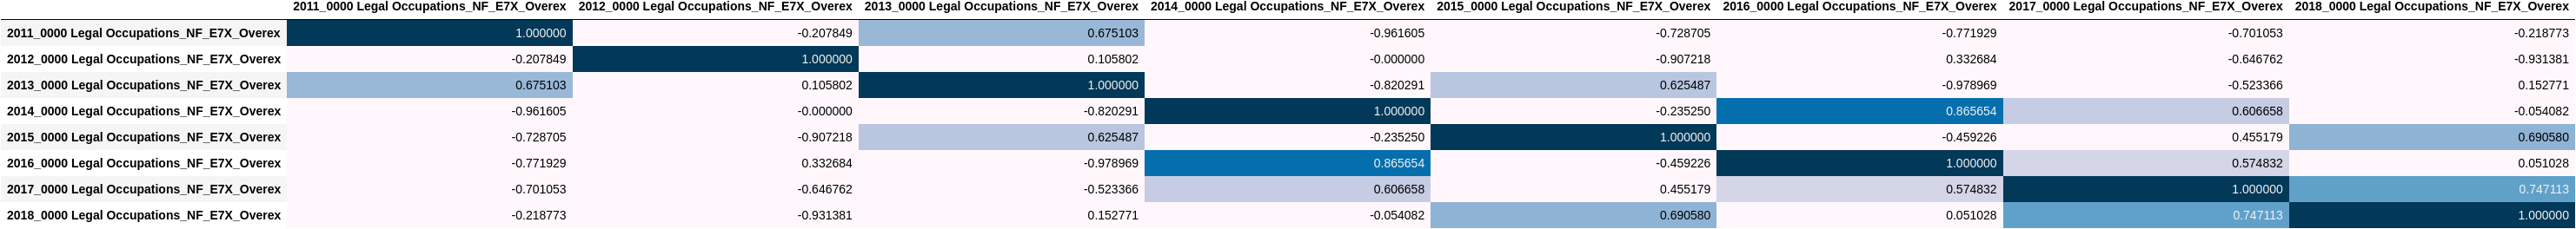 2011_0000 Legal Occupations_NF_E7X_Overex 2012_0000 Legal Occupations_NF_E7X_Overex 2013_0000 Legal Occupations_NF_E7X_Overex 2014_0000 Legal Occupations_NF_E7X_Overex 2015_0000 Legal Occupations_NF_E7X_Overex 2016_0000 Legal Occupations_NF_E7X_Overex 2017_0000 Legal Occupations_NF_E7X_Overex 2018_0000 Legal Occupations_NF_E7X_Overex
2011_0000 Legal Occupations_NF_E7X_Overex 1.000000 -0.207849 0.675103 -0.961605 -0.728705 -0.771929 -0.701053 -0.218773
2012_0000 Legal Occupations_NF_E7X_Overex -0.207849 1.000000 0.105802 -0.000000 -0.907218 0.332684 -0.646762 -0.931381
2013_0000 Legal Occupations_NF_E7X_Overex 0.675103 0.105802 1.000000 -0.820291 0.625487 -0.978969 -0.523366 0.152771
2014_0000 Legal Occupations_NF_E7X_Overex -0.961605 -0.000000 -0.820291 1.000000 -0.235250 0.865654 0.606658 -0.054082
2015_0000 Legal Occupations_NF_E7X_Overex -0.728705 -0.907218 0.625487 -0.235250 1.000000 -0.459226 0.455179 0.690580
2016_0000 Legal Occupations_NF_E7X_Overex -0.771929 0.332684 -0.978969 0.865654 -0.459226 1.000000 0.574832 0.051028
2017_0000 Legal Occupations_NF_E7X_Overex -0.701053 -0.646762 -0.523366 0.606658 0.455179 0.574832 1.000000 0.747113
2018_0000 Legal Occupations_NF_E7X_Overex -0.218773 -0.931381 0.152771 -0.054082 0.690580 0.051028 0.747113 1.000000